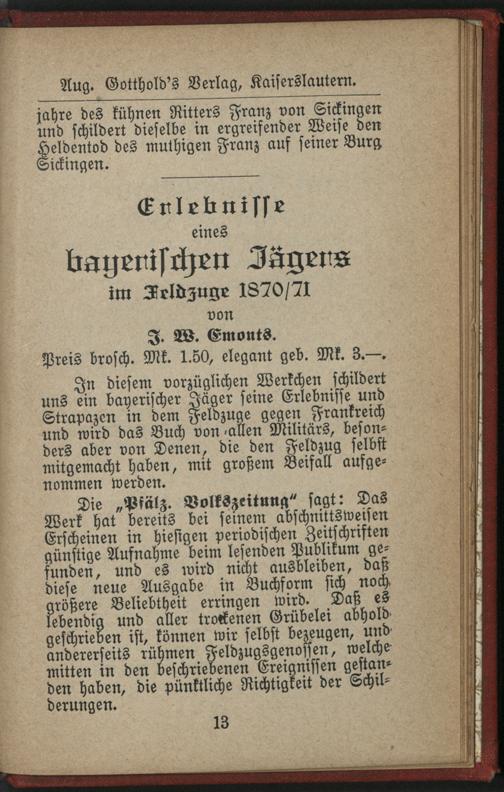 Aug. Gotthold's Verlag, Kaiserslautern.
jahre des kühnen Ritters Franz von Sickingen
und schildert dieselbe in ergreifender Weise den
Heldentod des muthigen Franz auf seiner Burg
Sickingen.
Erlebnisse
eines
bayerischen Jägers
im Feldzuge 1870/71
von
J. W. Emonts.
Preis brosch. Mk. 1.50, elegant geb. Mk. 3.—.
In diesem vorzüglichen Werkchen schildert
uns ein bayerischer Jäger seine Erlebnisse und
Strapazen in dem Feldzuge gegen Frankreich
und wird das Buch von allen Militärs, beson-
ders aber von Denen, die den Feldzug selbst
mitgemacht haben, mit großem Beifall aufge-
nommen werden.
Die „Pfälz. Volkszeitung“ sagt: Das
Werk hat bereits bei seinem abschnittsweisen
Erscheinen in hiesigen periodischen Zeitschriften
günstige Aufnahme beim lesenden Publikum ge-
funden, und es wird nicht ausbleiben, daß
diese neue Ausgabe in Buchform sich noch
größere Beliebtheit erringen wird. Daß es
lebendig und aller trockenen Grübelei abhold
geschrieben ist, können wir selbst bezeugen, und
andererseits rühmen Feldzugsgenossen, welche
mitten in den beschriebenen Ereignissen gestan-
den haben, die pünktliche Richtigkeit der Schil-
derungen.
13